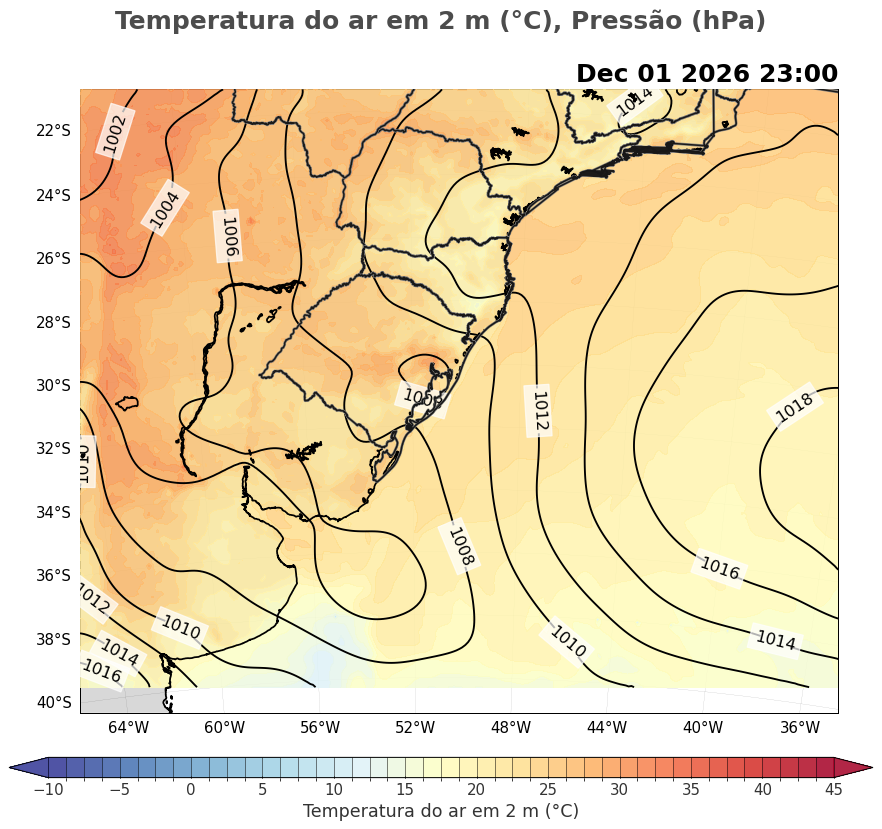 Temperatura do ar em 2 m (°C), Pressão (hPa)
Dec 01 2026 23:00
1002
1014
22°S
1004
24°S
1006
26°S
28°S
30°S
1018
1012
32°S
1010
34°S
1008
36°S
1016
1012
1010
1010
1014
38°S
1014
1016
40°S
64°W 60°W 56°W 52°W 48°W 44°W 40°W 36°W
−10 −5 0 5 10 15 20 25 30 35 40 45
Temperatura do ar em 2 m (°C)